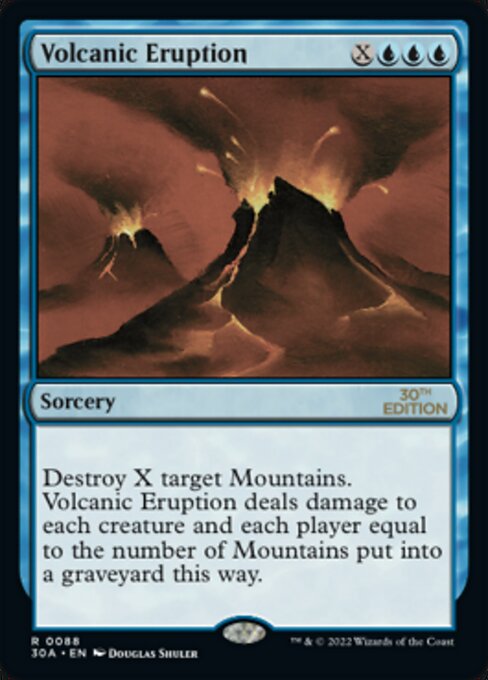 Volcanic Eruption X
Sorcery
30TH EDITION
Destroy X target Mountains.
Volcanic Eruption deals damage to
each creature and each player equal
to the number of Mountains put into
a graveyard this way.
R 0088
30A • EN DOUGLAS SHULER
™ & © 2022 Wizards of the Coast